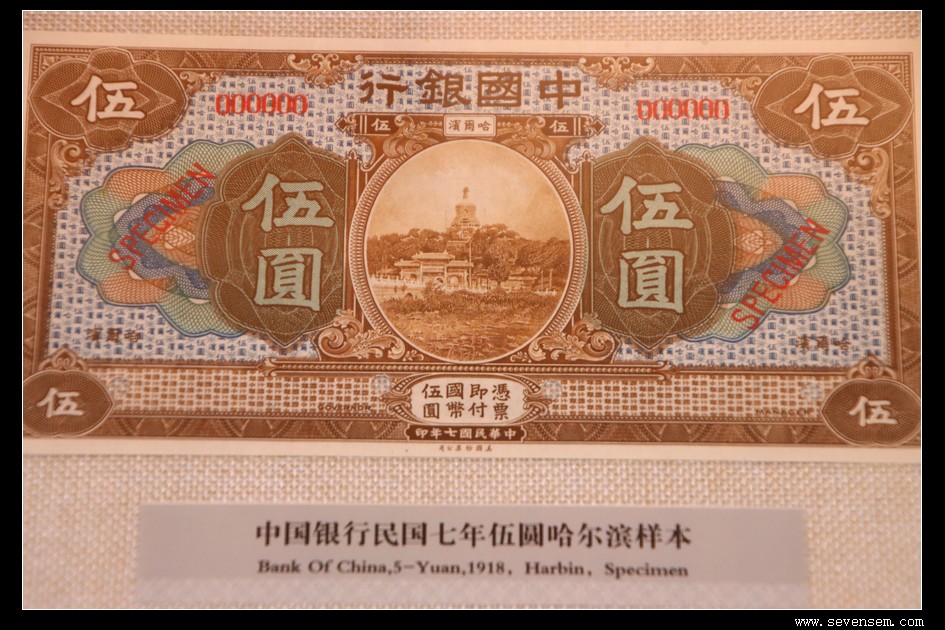 中國銀行
伍
000000
000000
伍
伍 哈爾濱 伍
SPECIMEN
伍圓
伍圓
SPECIMEN
哈爾濱
哈爾濱
伍
GOVERNOR
憑票即付國幣伍圓
MANAGER
伍
中華民國七年印
中国银行民国七年伍圆哈尔滨样本
Bank Of China,5-Yuan,1918, Harbin, Specimen
www.sevensem.com